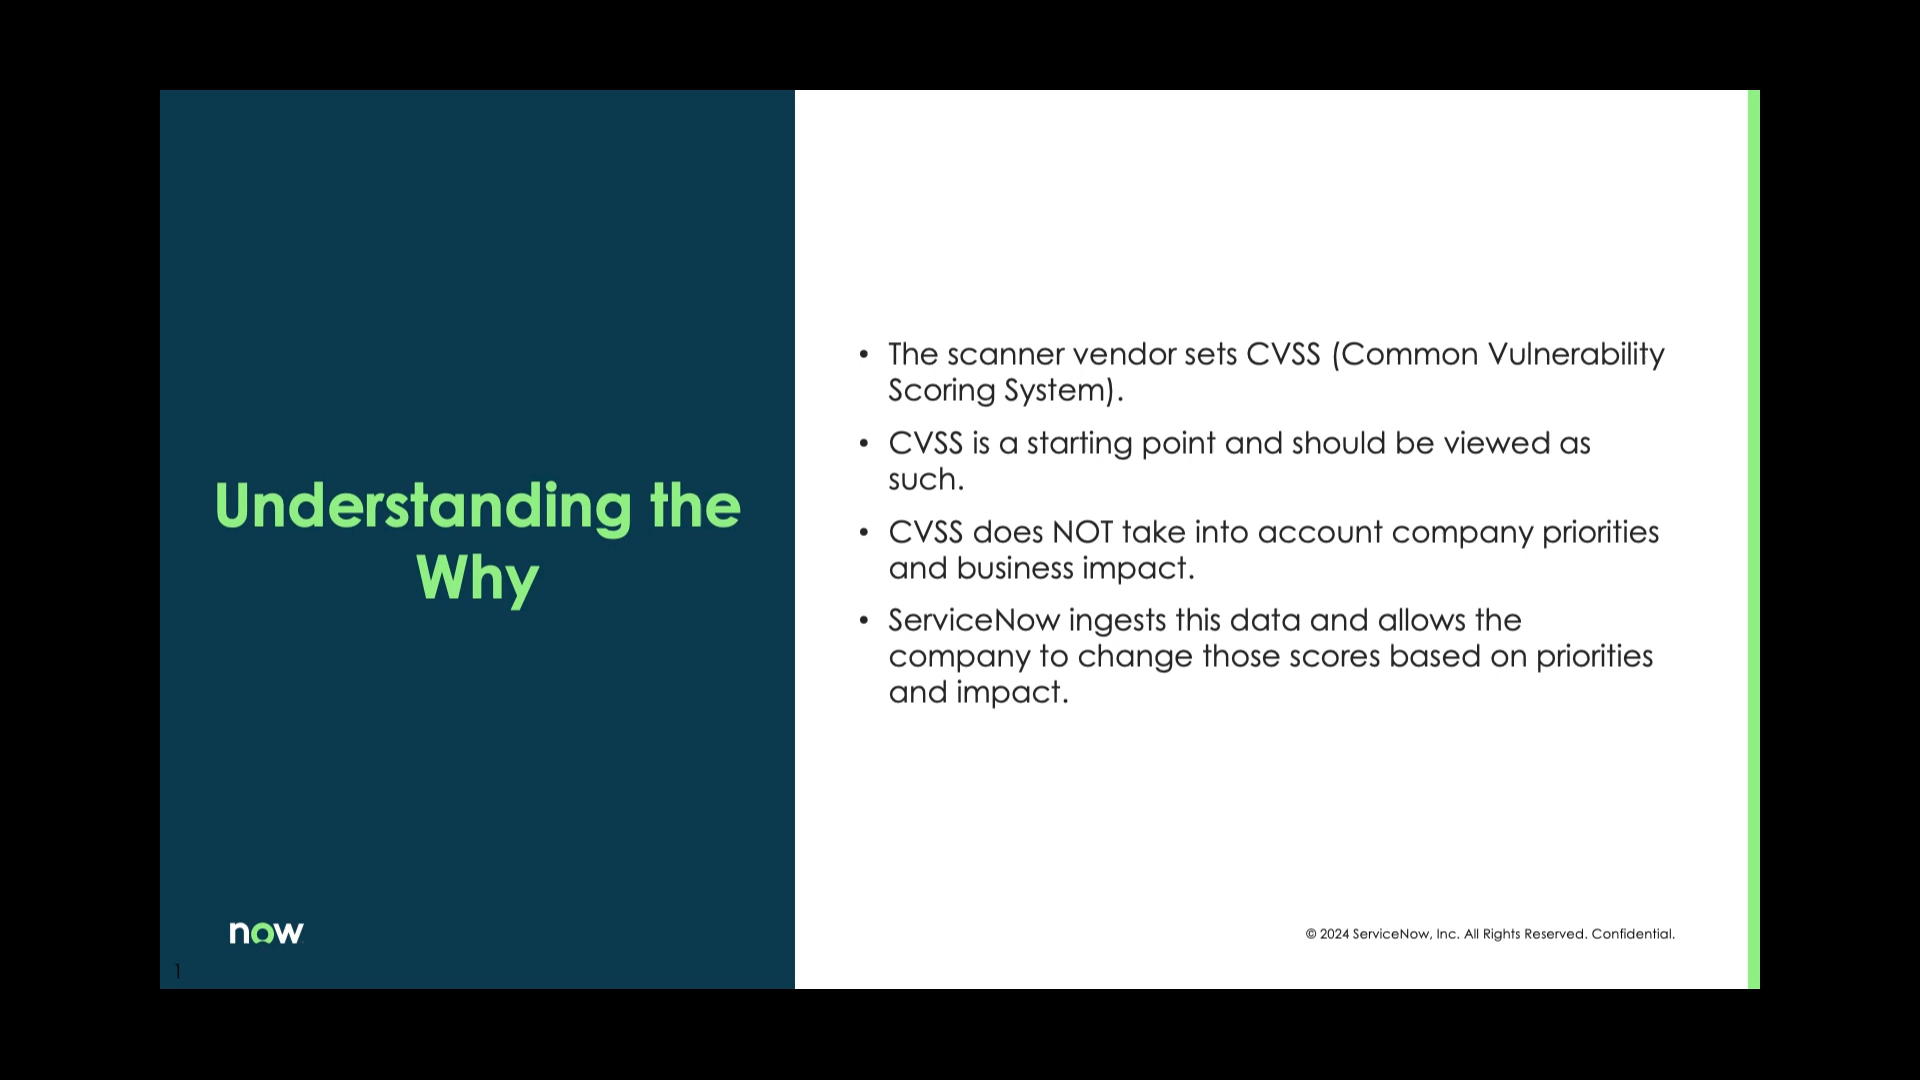 Understanding the
Why
• The scanner vendor sets CVSS (Common Vulnerability
Scoring System).
• CVSS is a starting point and should be viewed as
such.
• CVSS does NOT take into account company priorities
and business impact.
• ServiceNow ingests this data and allows the
company to change those scores based on priorities
and impact.
now
© 2024 ServiceNow, Inc. All Rights Reserved. Confidential.
1